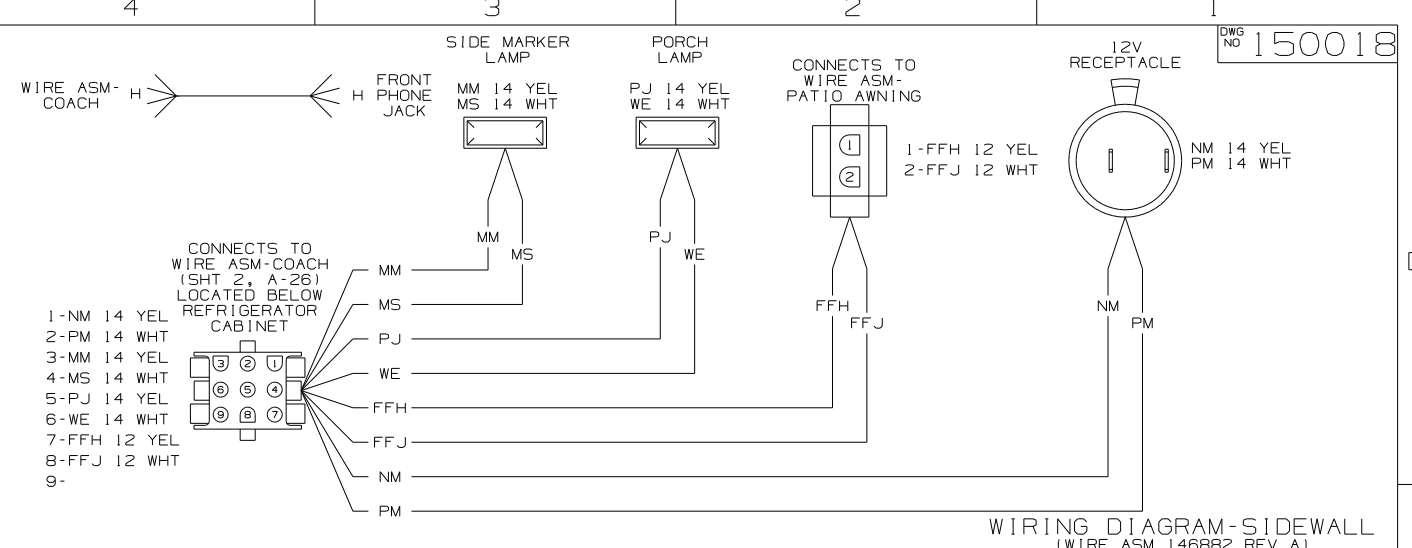 4 3 2 1
DWG NO 150018
WIRE ASM-
COACH
H
H
FRONT
PHONE
JACK
SIDE MARKER
LAMP
MM 14 YEL
MS 14 WHT
PORCH
LAMP
PJ 14 YEL
WE 14 WHT
CONNECTS TO
WIRE ASM-
PATIO AWNING
1
2
1-FFH 12 YEL
2-FFJ 12 WHT
12V
RECEPTACLE
NM 14 YEL
PM 14 WHT
MM
MS
PJ
WE
FFH
FFJ
NM
PM
CONNECTS TO
WIRE ASM-COACH
(SHT 2, A-26)
LOCATED BELOW
REFRIGERATOR
CABINET
1-NM 14 YEL
2-PM 14 WHT
3-MM 14 YEL
4-MS 14 WHT
5-PJ 14 YEL
6-WE 14 WHT
7-FFH 12 YEL
8-FFJ 12 WHT
9-
3 2 1
6 5 4
9 8 7
MM
MS
PJ
WE
FFH
FFJ
NM
PM
WIRING DIAGRAM-SIDEWALL
(WIRE ASM 146882 REV A)